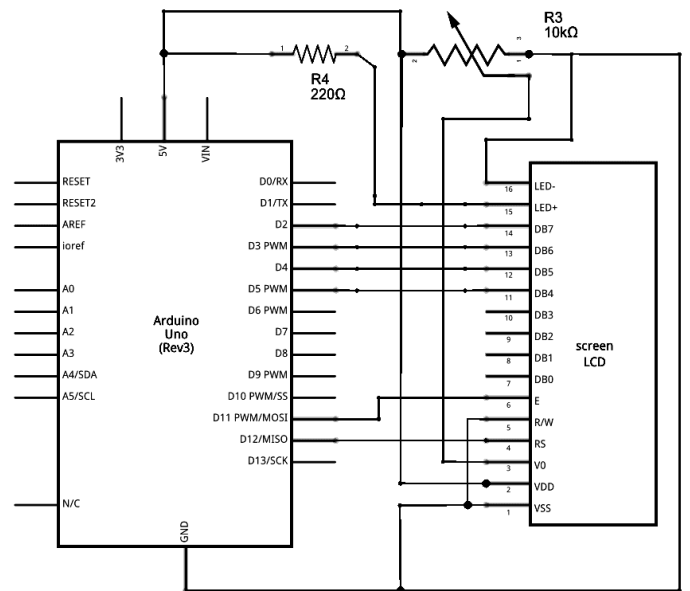 R3
10kΩ
1
2
R4
220Ω
2
3
1
3V3
5V
VIN
RESET
RESET2
AREF
ioref
A0
A1
A2
A3
A4/SDA
A5/SCL
N/C
GND
Arduino
Uno
(Rev3)
D0/RX
D1/TX
D2
D3 PWM
D4
D5 PWM
D6 PWM
D7
D8
D9 PWM
D10 PWM/SS
D11 PWM/MOSI
D12/MISO
D13/SCK
16 LED-
15 LED+
14 DB7
13 DB6
12 DB5
11 DB4
10 DB3
9 DB2
8 DB1
7 DB0
6 E
5 R/W
4 RS
3 V0
2 VDD
1 VSS
screen
LCD